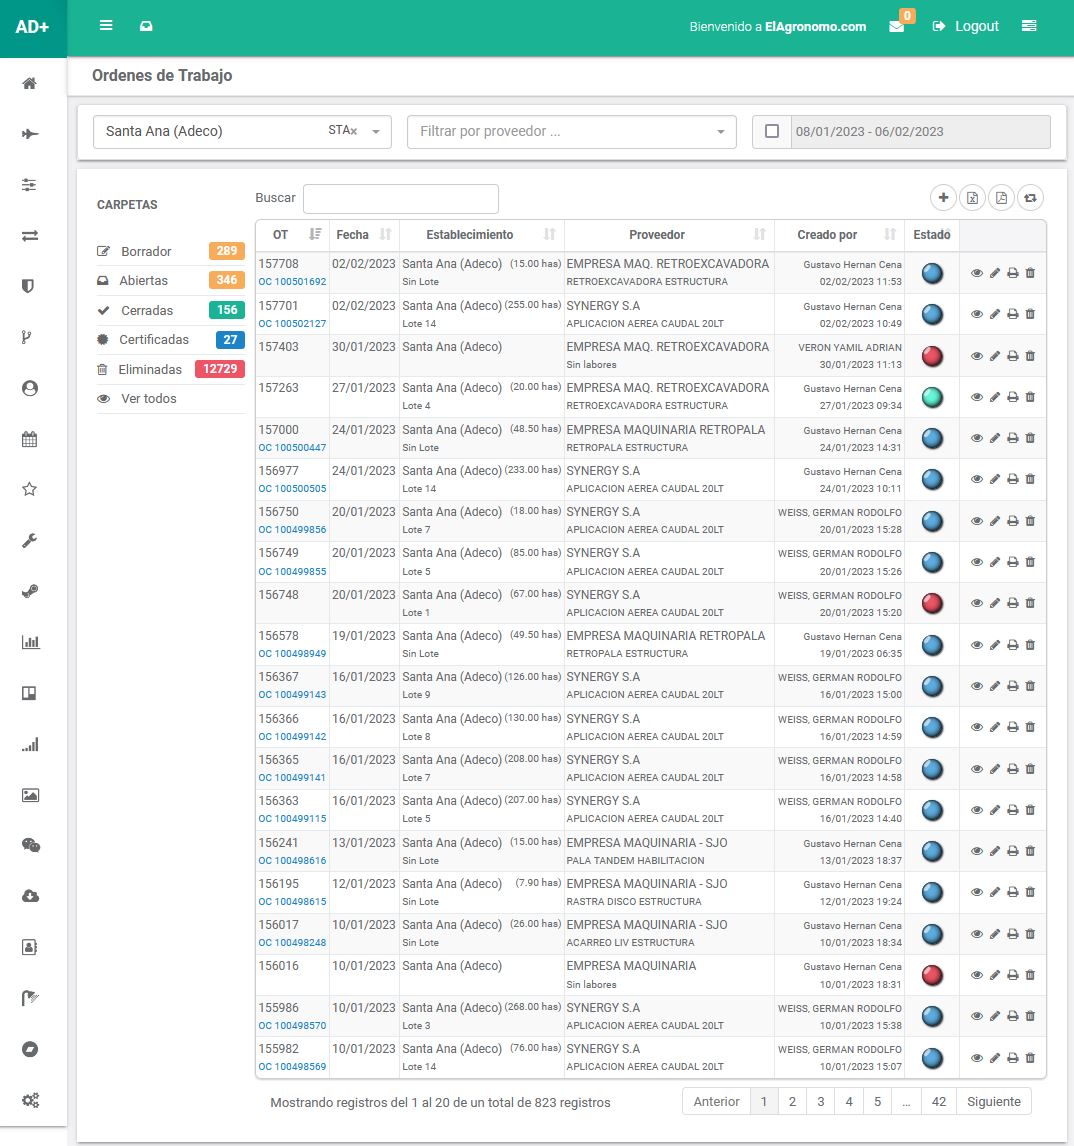 AD+
Bienvenido a ElAgronomo.com
0
Logout
Ordenes de Trabajo
Santa Ana (Adeco) STA×
Filtrar por proveedor ...
08/01/2023 - 06/02/2023
CARPETAS
Borrador 289
Abiertas 346
Cerradas 156
Certificadas 27
Eliminadas 12729
Ver todos
Buscar
OT Fecha Establecimiento Proveedor Creado por Estado
157708 02/02/2023 Santa Ana (Adeco) (15.00 has) EMPRESA MAQ. RETROEXCAVADORA Gustavo Hernan Cena
OC 100501692 Sin Lote RETROEXCAVADORA ESTRUCTURA 02/02/2023 11:53
157701 02/02/2023 Santa Ana (Adeco) (255.00 has) SYNERGY S.A Gustavo Hernan Cena
OC 100502127 Lote 14 APLICACION AEREA CAUDAL 20LT 02/02/2023 10:49
157403 30/01/2023 Santa Ana (Adeco) EMPRESA MAQ. RETROEXCAVADORA VERON YAMIL ADRIAN
Sin labores 30/01/2023 11:13
157263 27/01/2023 Santa Ana (Adeco) (20.00 has) EMPRESA MAQ. RETROEXCAVADORA Gustavo Hernan Cena
Lote 4 RETROEXCAVADORA ESTRUCTURA 27/01/2023 09:34
157000 24/01/2023 Santa Ana (Adeco) (48.50 has) EMPRESA MAQUINARIA RETROPALA Gustavo Hernan Cena
OC 100500447 Sin Lote RETROPALA ESTRUCTURA 24/01/2023 14:31
156977 24/01/2023 Santa Ana (Adeco) (233.00 has) SYNERGY S.A Gustavo Hernan Cena
OC 100500505 Lote 14 APLICACION AEREA CAUDAL 20LT 24/01/2023 10:11
156750 20/01/2023 Santa Ana (Adeco) (18.00 has) SYNERGY S.A WEISS, GERMAN RODOLFO
OC 100499856 Lote 7 APLICACION AEREA CAUDAL 20LT 20/01/2023 15:28
156749 20/01/2023 Santa Ana (Adeco) (85.00 has) SYNERGY S.A WEISS, GERMAN RODOLFO
OC 100499855 Lote 5 APLICACION AEREA CAUDAL 20LT 20/01/2023 15:26
156748 20/01/2023 Santa Ana (Adeco) (67.00 has) SYNERGY S.A WEISS, GERMAN RODOLFO
Lote 1 APLICACION AEREA CAUDAL 20LT 20/01/2023 15:20
156578 19/01/2023 Santa Ana (Adeco) (49.50 has) EMPRESA MAQUINARIA RETROPALA Gustavo Hernan Cena
OC 100498949 Sin Lote RETROPALA ESTRUCTURA 19/01/2023 06:35
156367 16/01/2023 Santa Ana (Adeco) (126.00 has) SYNERGY S.A WEISS, GERMAN RODOLFO
OC 100499143 Lote 9 APLICACION AEREA CAUDAL 20LT 16/01/2023 15:00
156366 16/01/2023 Santa Ana (Adeco) (130.00 has) SYNERGY S.A WEISS, GERMAN RODOLFO
OC 100499142 Lote 8 APLICACION AEREA CAUDAL 20LT 16/01/2023 14:59
156365 16/01/2023 Santa Ana (Adeco) (208.00 has) SYNERGY S.A WEISS, GERMAN RODOLFO
OC 100499141 Lote 7 APLICACION AEREA CAUDAL 20LT 16/01/2023 14:58
156363 16/01/2023 Santa Ana (Adeco) (207.00 has) SYNERGY S.A WEISS, GERMAN RODOLFO
OC 100499115 Lote 5 APLICACION AEREA CAUDAL 20LT 16/01/2023 14:40
156241 13/01/2023 Santa Ana (Adeco) (15.00 has) EMPRESA MAQUINARIA - SJO Gustavo Hernan Cena
OC 100498616 Sin Lote PALA TANDEM HABILITACION 13/01/2023 18:37
156195 12/01/2023 Santa Ana (Adeco) (7.90 has) EMPRESA MAQUINARIA - SJO Gustavo Hernan Cena
OC 100498615 Sin Lote RASTRA DISCO ESTRUCTURA 12/01/2023 19:24
156017 10/01/2023 Santa Ana (Adeco) (26.00 has) EMPRESA MAQUINARIA - SJO Gustavo Hernan Cena
OC 100498248 Sin Lote ACARREO LIV ESTRUCTURA 10/01/2023 18:34
156016 10/01/2023 Santa Ana (Adeco) EMPRESA MAQUINARIA Gustavo Hernan Cena
Sin labores 10/01/2023 18:31
155986 10/01/2023 Santa Ana (Adeco) (268.00 has) SYNERGY S.A WEISS, GERMAN RODOLFO
OC 100498570 Lote 3 APLICACION AEREA CAUDAL 20LT 10/01/2023 15:38
155982 10/01/2023 Santa Ana (Adeco) (76.00 has) SYNERGY S.A WEISS, GERMAN RODOLFO
OC 100498569 Lote 14 APLICACION AEREA CAUDAL 20LT 10/01/2023 15:07
Mostrando registros del 1 al 20 de un total de 823 registros
Anterior 1 2 3 4 5 ... 42 Siguiente